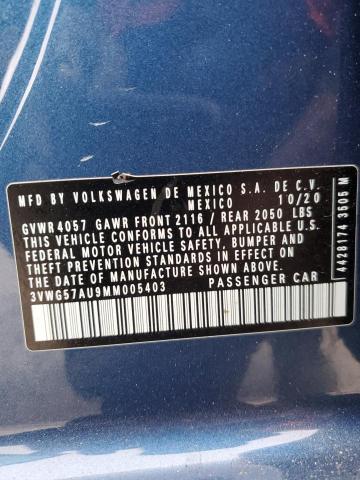 MFD BY VOLKSWAGEN DE MEXICO S.A. DE C.V.
MEXICO 10/20
GVWR 4057 GAWR FRONT 2116 / REAR 2050 LBS
THIS VEHICLE CONFORMS TO ALL APPLICABLE
FEDERAL MOTOR VEHICLE SAFETY, BUMPER AND
THEFT PREVENTION STANDARDS IN EFFECT ON
THE DATE OF MANUFACTURE SHOWN ABOVE.
3VWG57AU9MM005403 PASSENGER CAR
4428174 3505 M